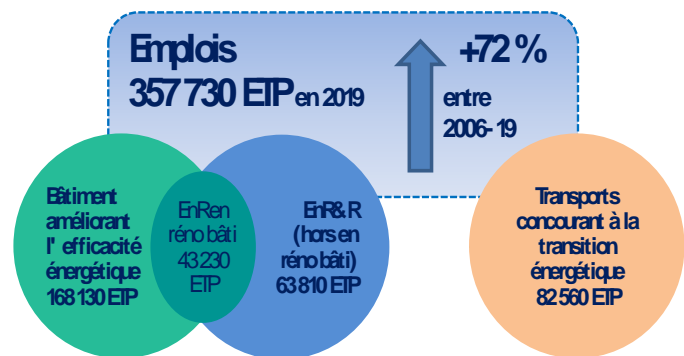 Emplois
357 730 ETP en 2019
+72 %
entre
2006-19
Bâtiment
améliorant
l' efficacité
énergétique
168 130 ETP
EnR en
réno bâti
43 230
ETP
EnR&R
(hors en
réno bâti)
63 810 ETP
Transports
concourant à la
transition
énergétique
82 560 ETP